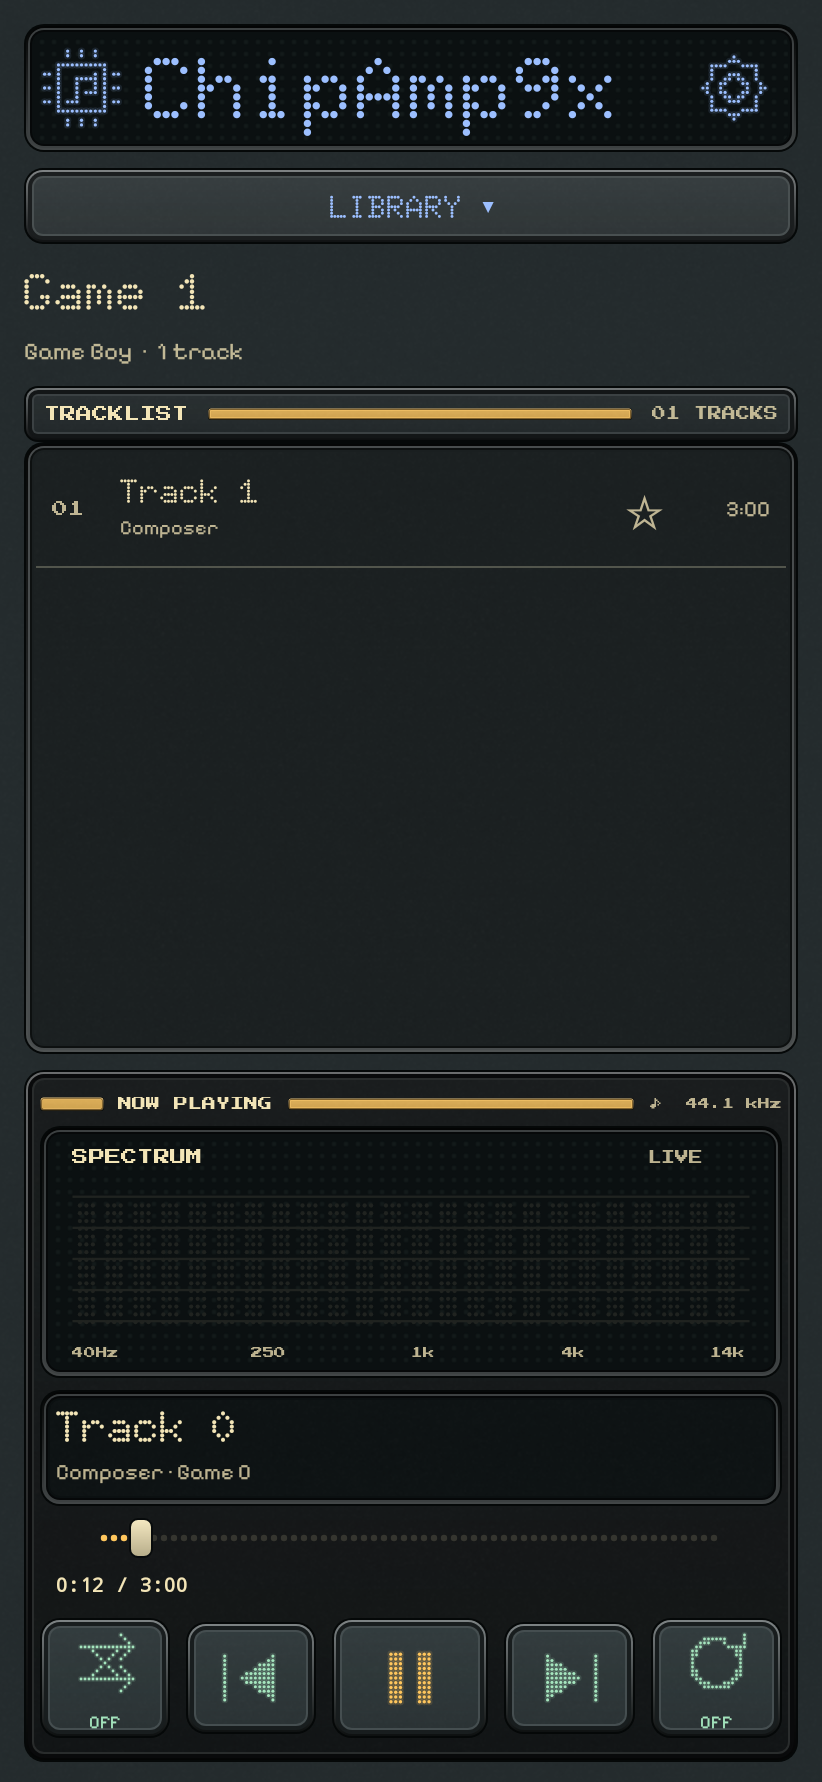 ChipAmp9x
LIBRARY ▼
Game 1
Game Boy · 1 track
TRACKLIST 01 TRACKS
01 Track 1 3:00
Composer
NOW PLAYING ♪ 44.1 kHz
SPECTRUM LIVE
40Hz 250 1k 4k 14k
Track 0
Composer · Game 0
0:12 / 3:00
OFF OFF